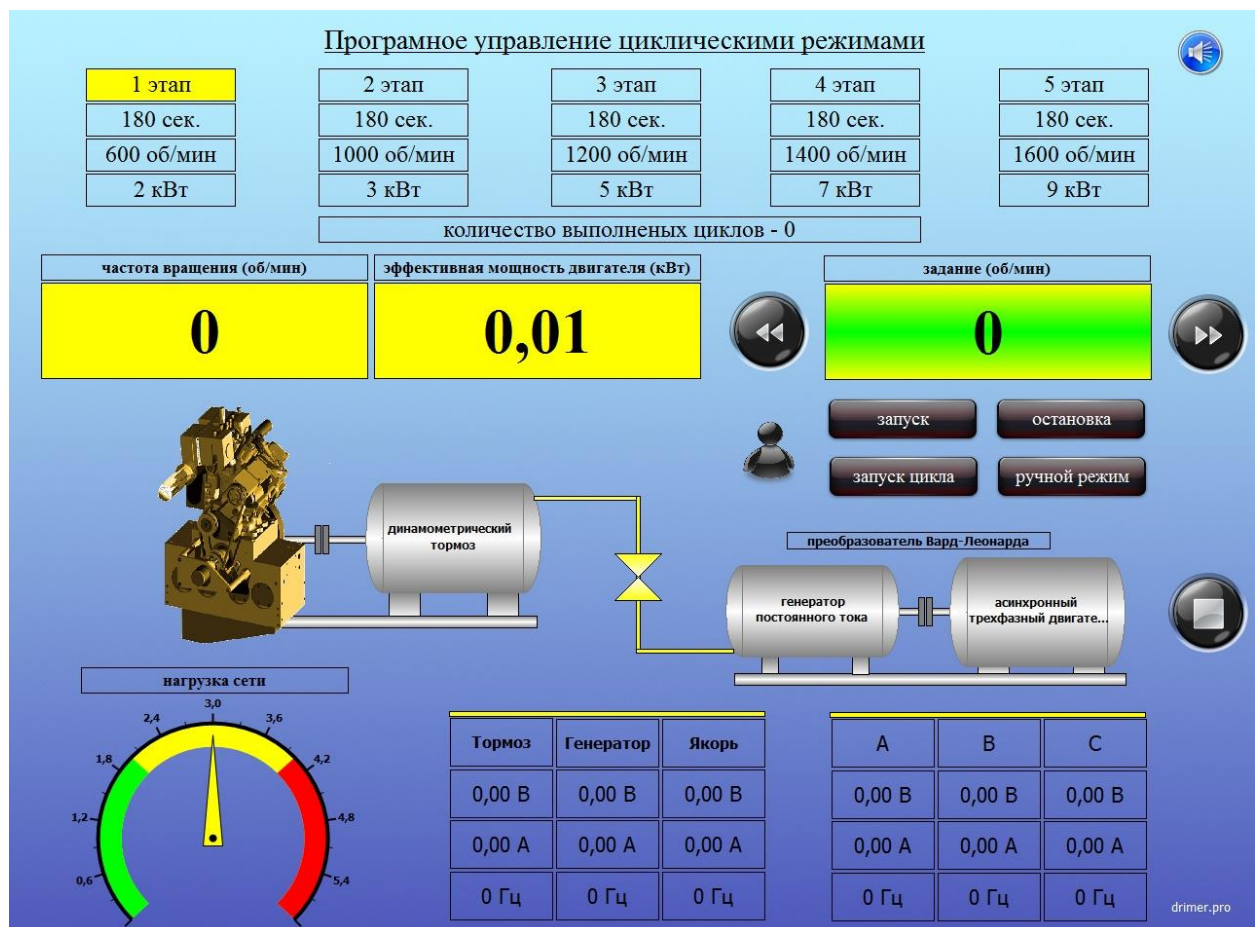 Програмное управление циклическими режимами
1 этап 2 этап 3 этап 4 этап 5 этап
180 сек. 180 сек. 180 сек. 180 сек. 180 сек.
600 об/мин 1000 об/мин 1200 об/мин 1400 об/мин 1600 об/мин
2 кВт 3 кВт 5 кВт 7 кВт 9 кВт
количество выполненых циклов - 0
частота вращения (об/мин) эффективная мощность двигателя (кВт) задание (об/мин)
0 0,01 0
запуск остановка
запуск цикла ручной режим
динамометрический
тормоз
преобразователь Вард-Леонарда
генератор
постоянного тока
асинхронный
трехфазный двигате...
нагрузка сети
0,6
1,2
1,8
2,4
3,0
3,6
4,2
4,8
5,4
Тормоз Генератор Якорь
0,00 В 0,00 В 0,00 В
0,00 А 0,00 А 0,00 А
0 Гц 0 Гц 0 Гц
А В С
0,00 В 0,00 В 0,00 В
0,00 А 0,00 А 0,00 А
0 Гц 0 Гц 0 Гц
drimer.pro